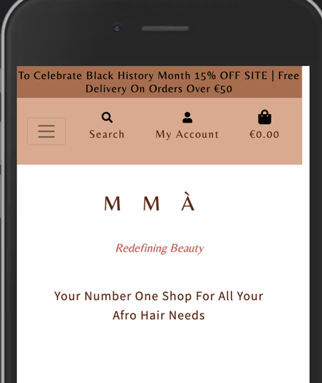 To Celebrate Black History Month 15% OFF SITE | Free
Delivery On Orders Over €50
Search
My Account
€0.00
M M À
Redefining Beauty
Your Number One Shop For All Your
Afro Hair Needs